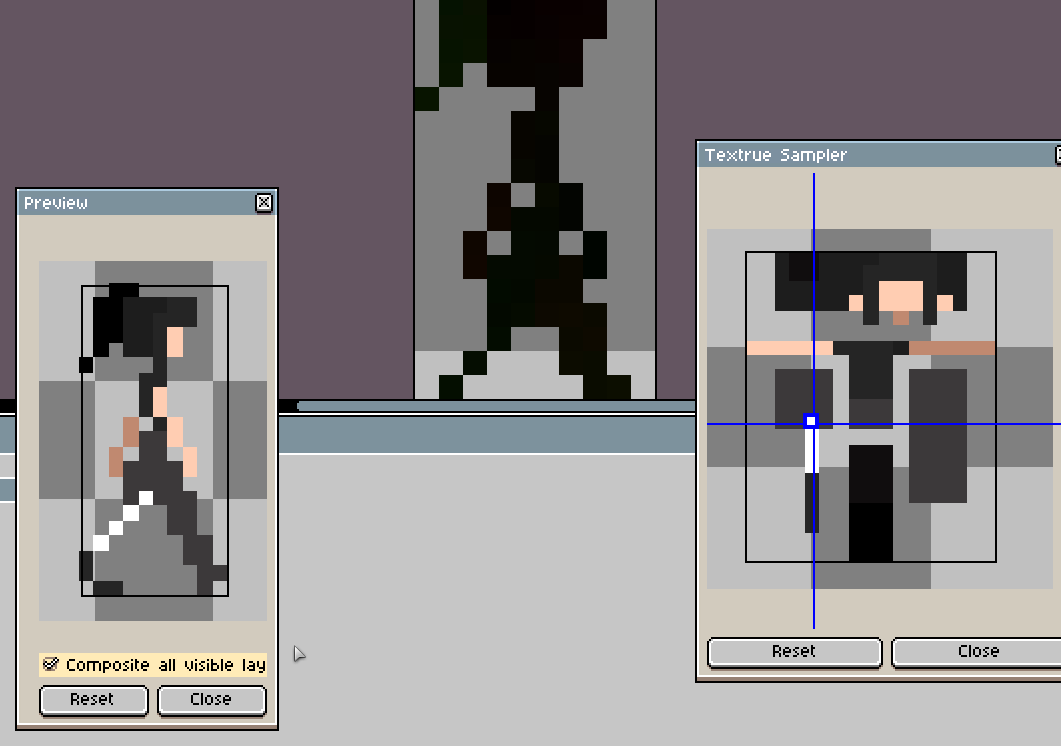 Textrue Sampler
Preview
Composite all visible lay
Reset
Close
Reset
Close